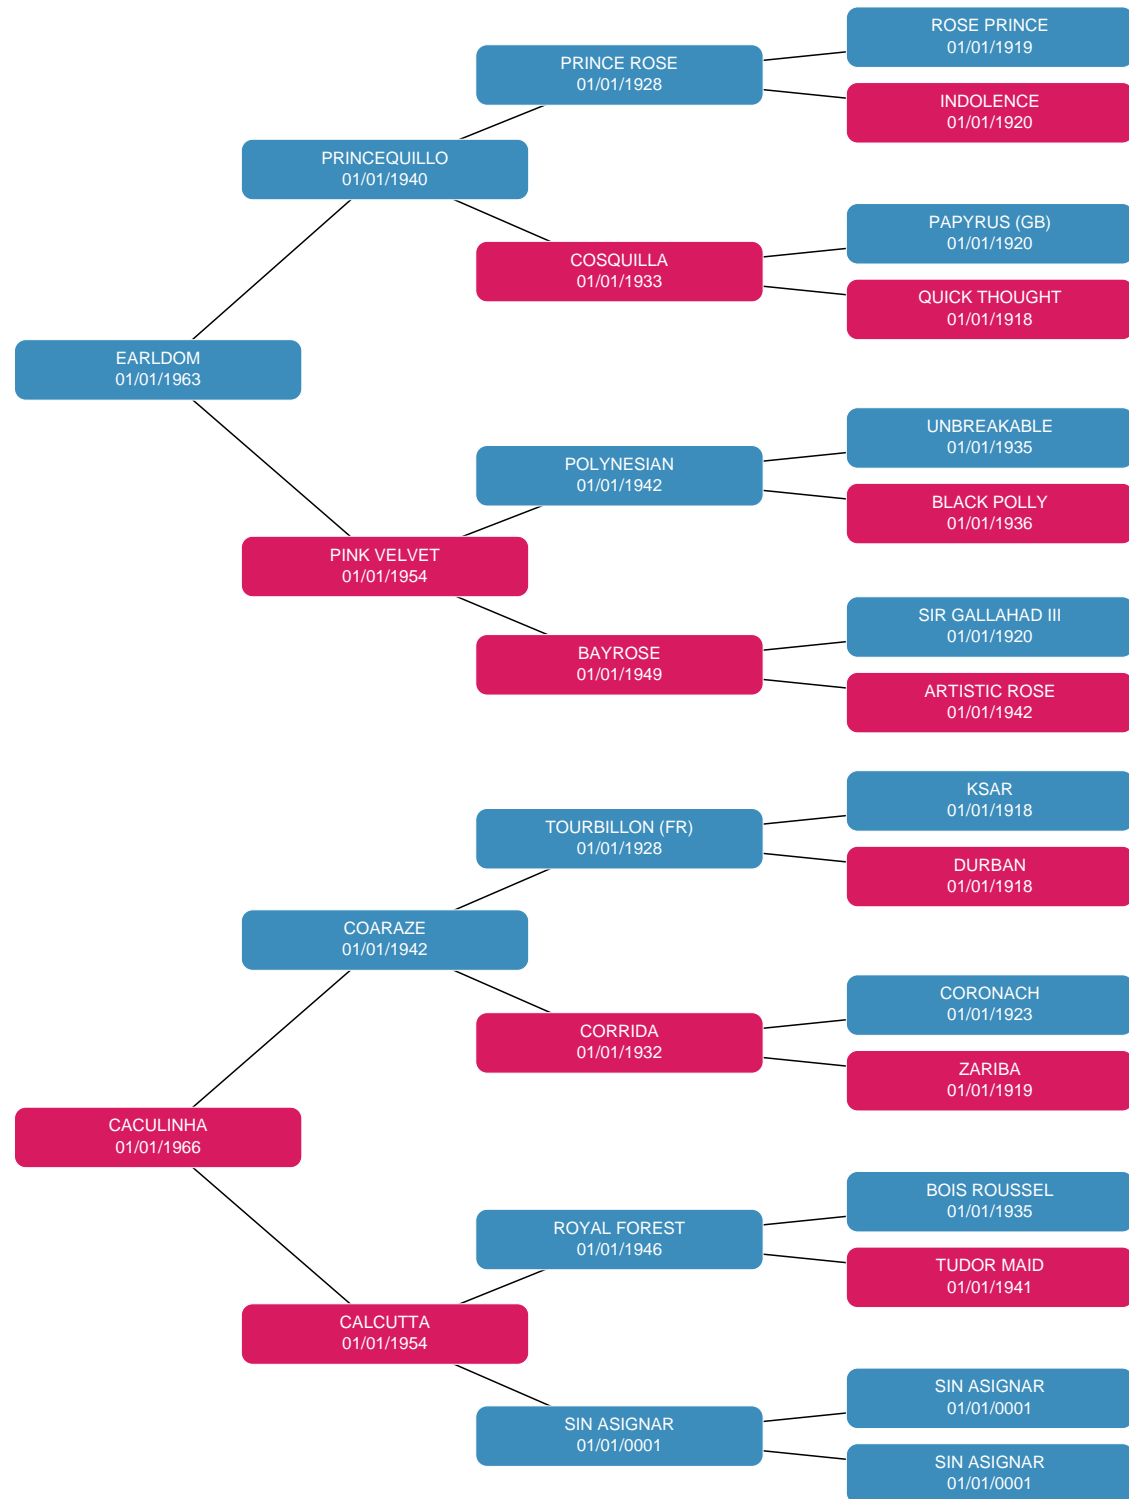 ROSE PRINCE
01/01/1919
PRINCE ROSE
01/01/1928
INDOLENCE
01/01/1920
PRINCEQUILLO
01/01/1940
PAPYRUS (GB)
01/01/1920
COSQUILLA
01/01/1933
QUICK THOUGHT
01/01/1918
EARLDOM
01/01/1963
UNBREAKABLE
01/01/1935
POLYNESIAN
01/01/1942
BLACK POLLY
01/01/1936
PINK VELVET
01/01/1954
SIR GALLAHAD III
01/01/1920
BAYROSE
01/01/1949
ARTISTIC ROSE
01/01/1942
KSAR
01/01/1918
TOURBILLON (FR)
01/01/1928
DURBAN
01/01/1918
COARAZE
01/01/1942
CORONACH
01/01/1923
CORRIDA
01/01/1932
ZARIBA
01/01/1919
CACULINHA
01/01/1966
BOIS ROUSSEL
01/01/1935
ROYAL FOREST
01/01/1946
TUDOR MAID
01/01/1941
CALCUTTA
01/01/1954
SIN ASIGNAR
01/01/0001
SIN ASIGNAR
01/01/0001
SIN ASIGNAR
01/01/0001